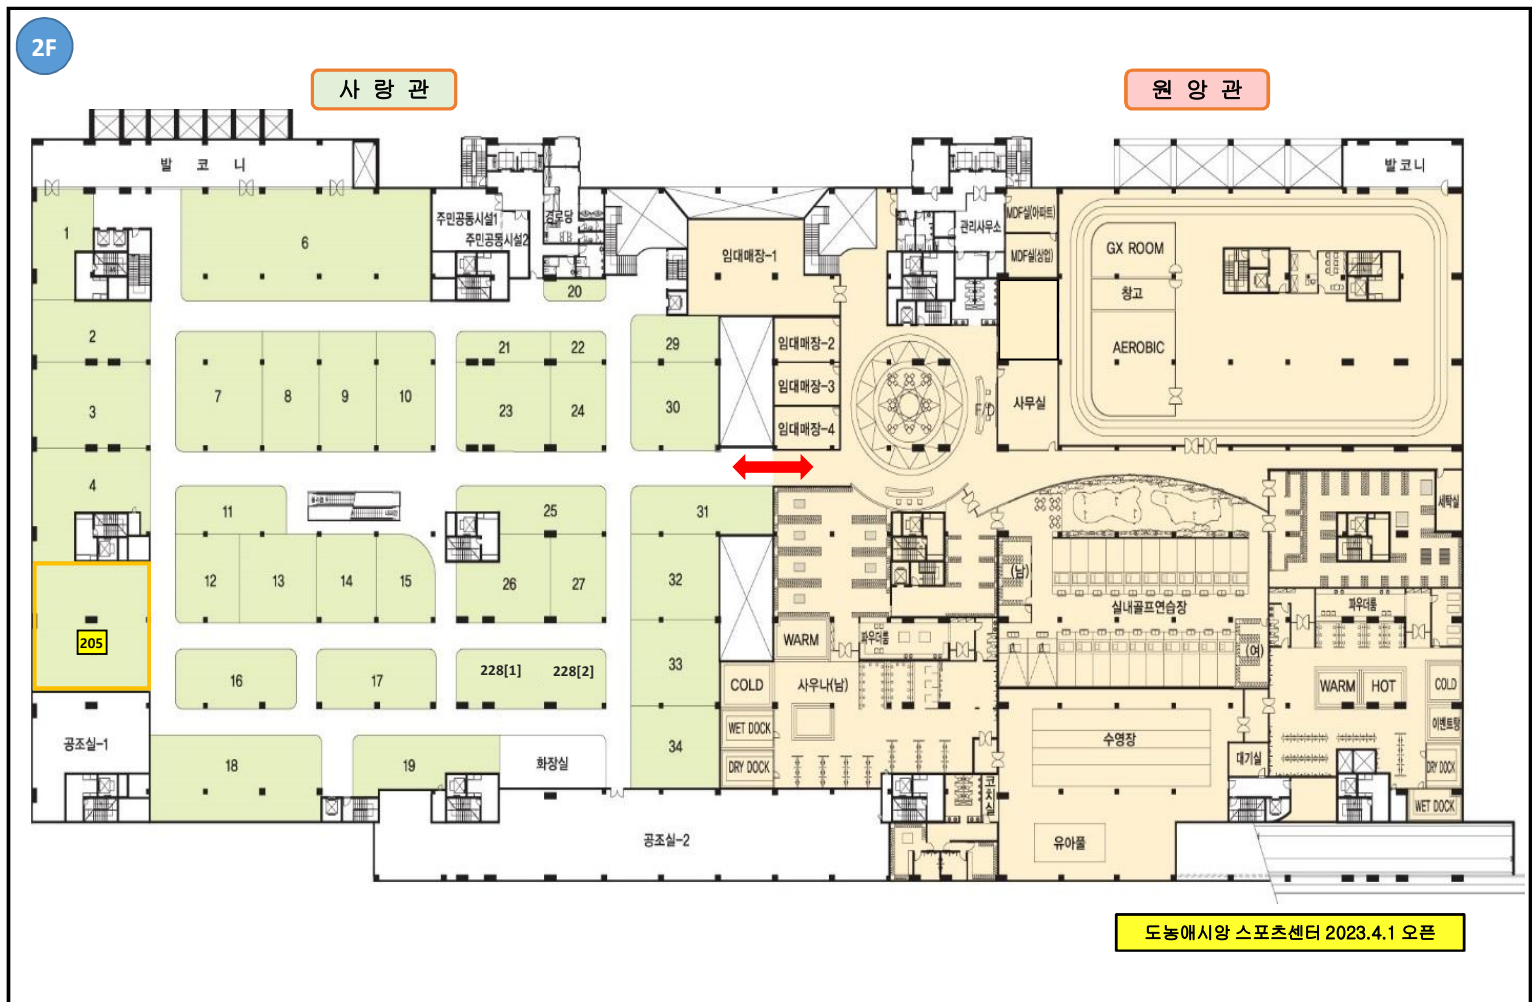 2F
사 랑 관
원 앙 관
발 코 니
발 코 니
1
6
주민공동시설1
주민공동시설2
경로당
20
임대매장-1
관리사무소
MDF실(아파트)
MDF실(상업)
GX ROOM
창고
AEROBIC
2
7
8
9
10
21
22
29
임대매장-2
3
23
24
30
임대매장-3
임대매장-4
F/D
사무실
4
11
25
31
세탁실
12
13
14
15
26
27
32
(남)
실내골프연습장
파우더룸
205
WARM
파우더룸
(여)
16
17
228[1]
228[2]
33
COLD
사우나(남)
WARM
HOT
COLD
WET DOCK
이벤트탕
공조실-1
18
19
화장실
34
DRY DOCK
수영장
대기실
DRY DOCK
코치실
WET DOCK
공조실-2
유아풀
도농애시앙 스포츠센터 2023.4.1 오픈